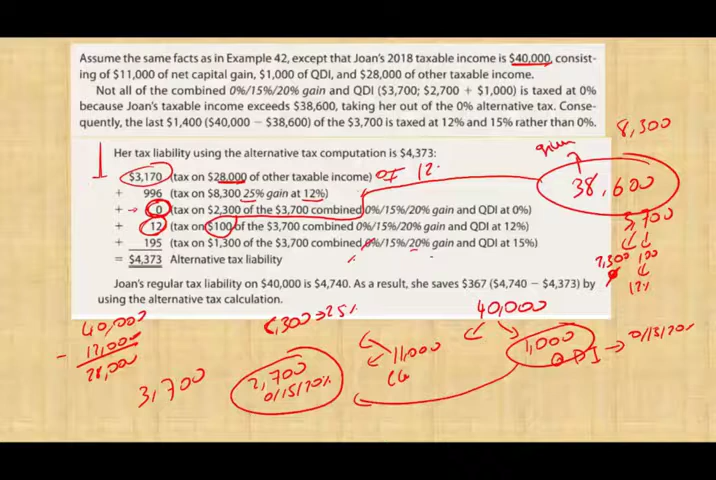 Assume the same facts as in Example 42, except that Joan's 2018 taxable income is $40,000, consist-
ing of $11,000 of net capital gain, $1,000 of QDI, and $28,000 of other taxable income.
Not all of the combined 0%/15%/20% gain and QDI ($3,700; $2,700 + $1,000) is taxed at 0%
because Joan's taxable income exceeds $38,600, taking her out of the 0% alternative tax. Conse-
quently, the last $1,400 ($40,000 − $38,600) of the $3,700 is taxed at 12% and 15% rather than 0%.
8,300
Her tax liability using the alternative tax computation is $4,373:
$3,170 (tax on $28,000 of other taxable income) OI 12.
+ 996 (tax on $8,300 25% gain at 12%)
38,600
+ 0 (tax on $2,300 of the $3,700 combined 0%/15%/20% gain and QDI at 0%)
+ 12 (tax on $100 of the $3,700 combined 0%/15%/20% gain and QDI at 12%)
3,700
+ 195 (tax on $1,300 of the $3,700 combined 0%/15%/20% gain and QDI at 15%)
= $4,373 Alternative tax liability
2,300 100
0 12%
Joan's regular tax liability on $40,000 is $4,740. As a result, she saves $367 ($4,740 − $4,373) by
using the alternative tax calculation.
40,000
- 12,000
28,000
3,700
8,300 → 25%
2,700
0/15/20%
40,000
11,000
CG
1,000
QDI → 0/15/20%